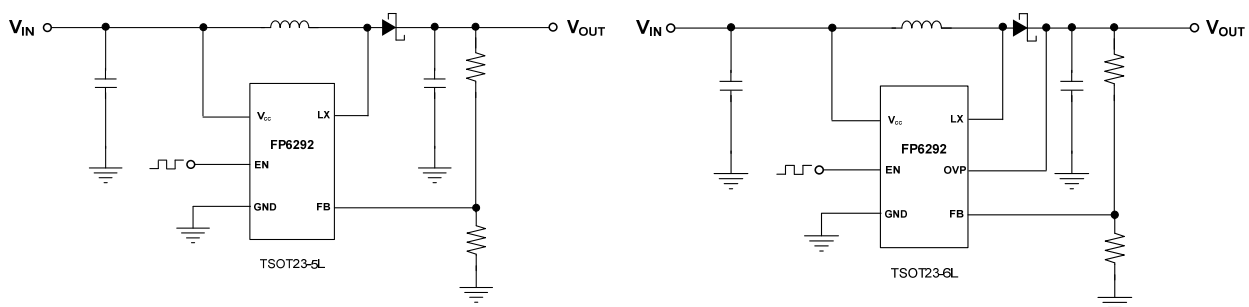 VIN
VOUT
VCC
LX
FP6292
EN
GND
FB
TSOT23-5L
VIN
VOUT
VCC
LX
FP6292
EN
OVP
GND
FB
TSOT23-6L